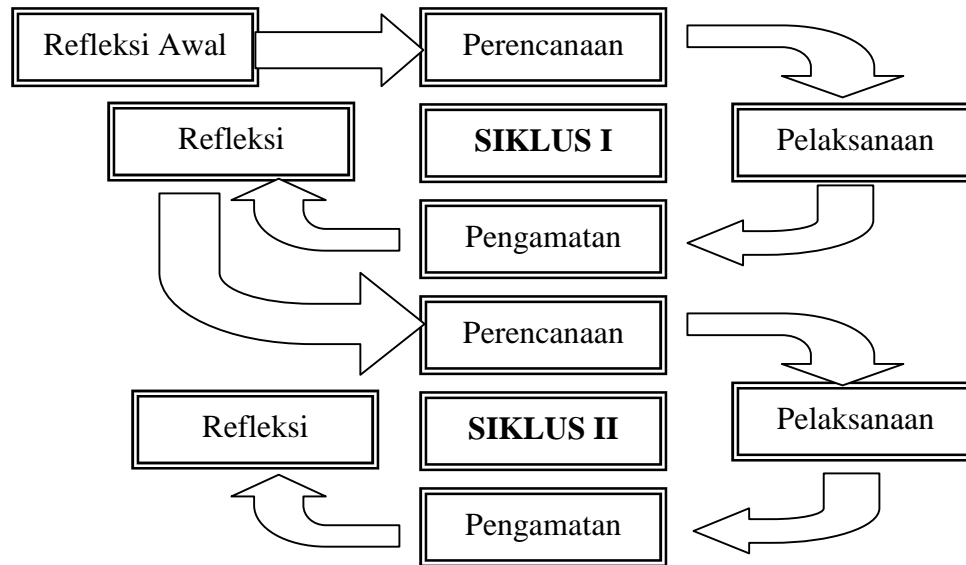 Refleksi Awal
Perencanaan
Refleksi
SIKLUS I
Pelaksanaan
Pengamatan
Perencanaan
Refleksi
SIKLUS II
Pelaksanaan
Pengamatan